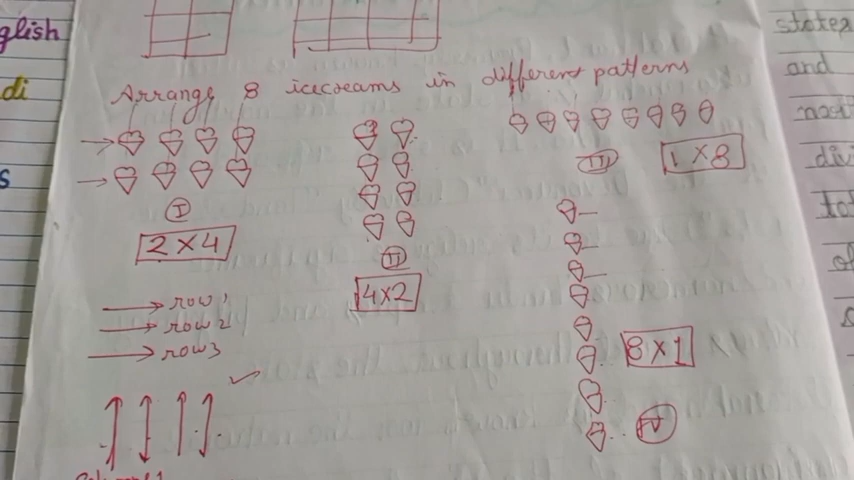 glish
di
s
Arrange 8 icecreams in different patterns
I
2 X 4
II
4 x 2
III
1 X 8
8 X 1
IV
row 1
row 2
row 3
states
and